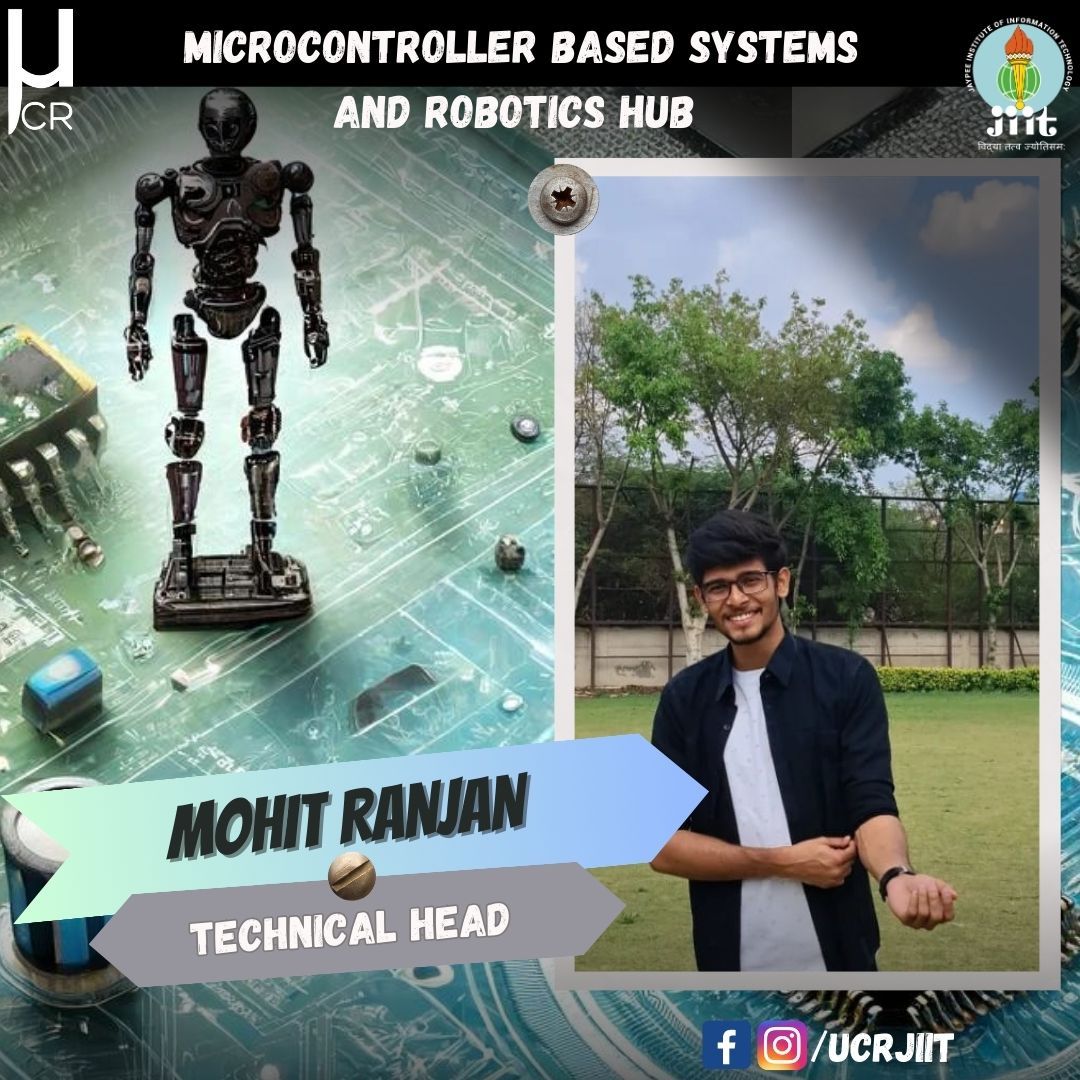 µCR
MICROCONTROLLER BASED SYSTEMS
AND ROBOTICS HUB
JAYPEE INSTITUTE OF INFORMATION TECHNOLOGY
jiit
विद्या तत्व ज्योतिसम:
MOHIT RANJAN
TECHNICAL HEAD
/UCRJIIT